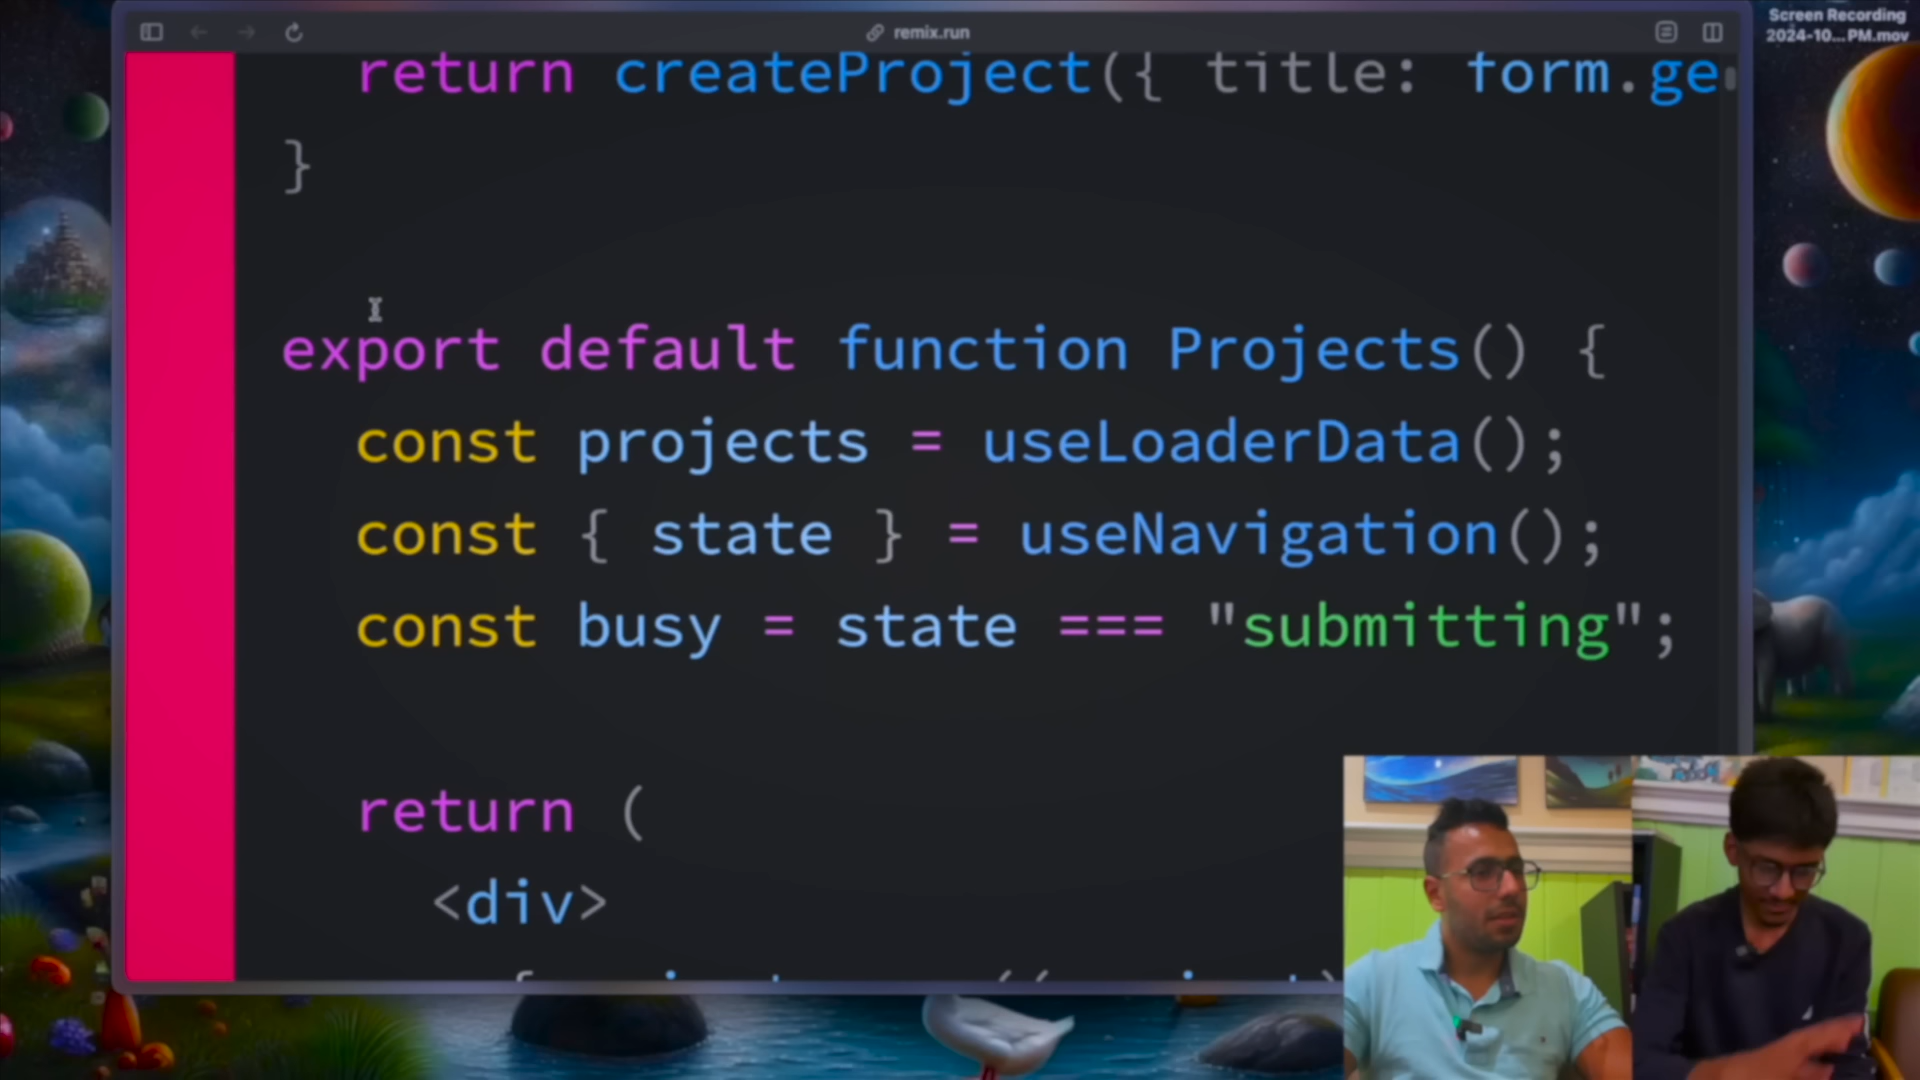 remix.run
Screen Recording
2024-10...PM.mov
return createProject({ title: form.ge
}
export default function Projects() {
const projects = useLoaderData();
const { state } = useNavigation();
const busy = state === "submitting";
return (
<div>